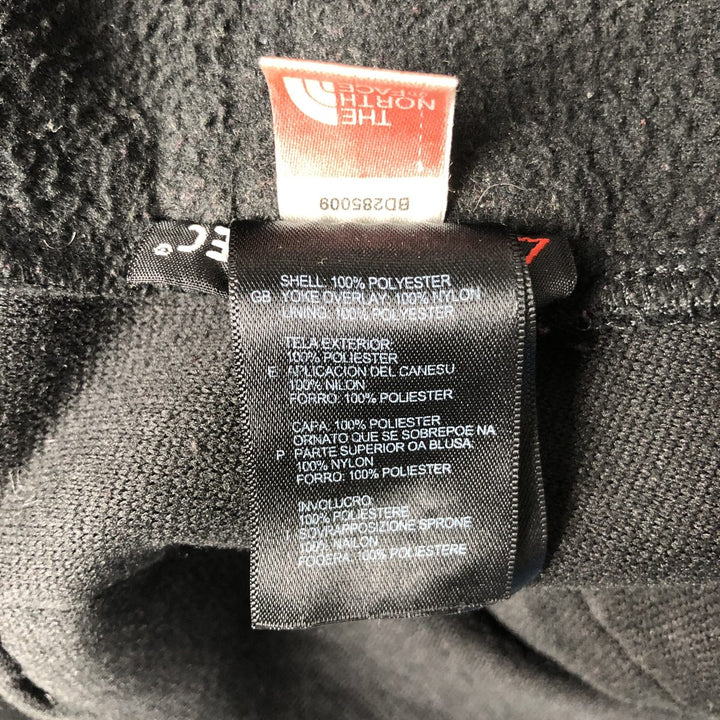 THE
NORTH
FACE
BD285009
EC®
SHELL: 100% POLYESTER
GB YOKE OVERLAY: 100% NYLON
LINING: 100% POLYESTER
TELA EXTERIOR:
100% POLIESTER
E APLICACION DEL CANESU
100% NILON
FORRO: 100% POLIESTER
CAPA: 100% POLIESTER
ORNATO QUE SE SOBREPOE NA
P PARTE SUPERIOR OA BLUSA:
100% NYLON
FORRO: 100% POLIESTER
INVOLUCRO:
100% POLIESTERE
I SOVRAPPOSIZIONE SPRONE
100% NAILON
FODERA: 100% POLIESTERE